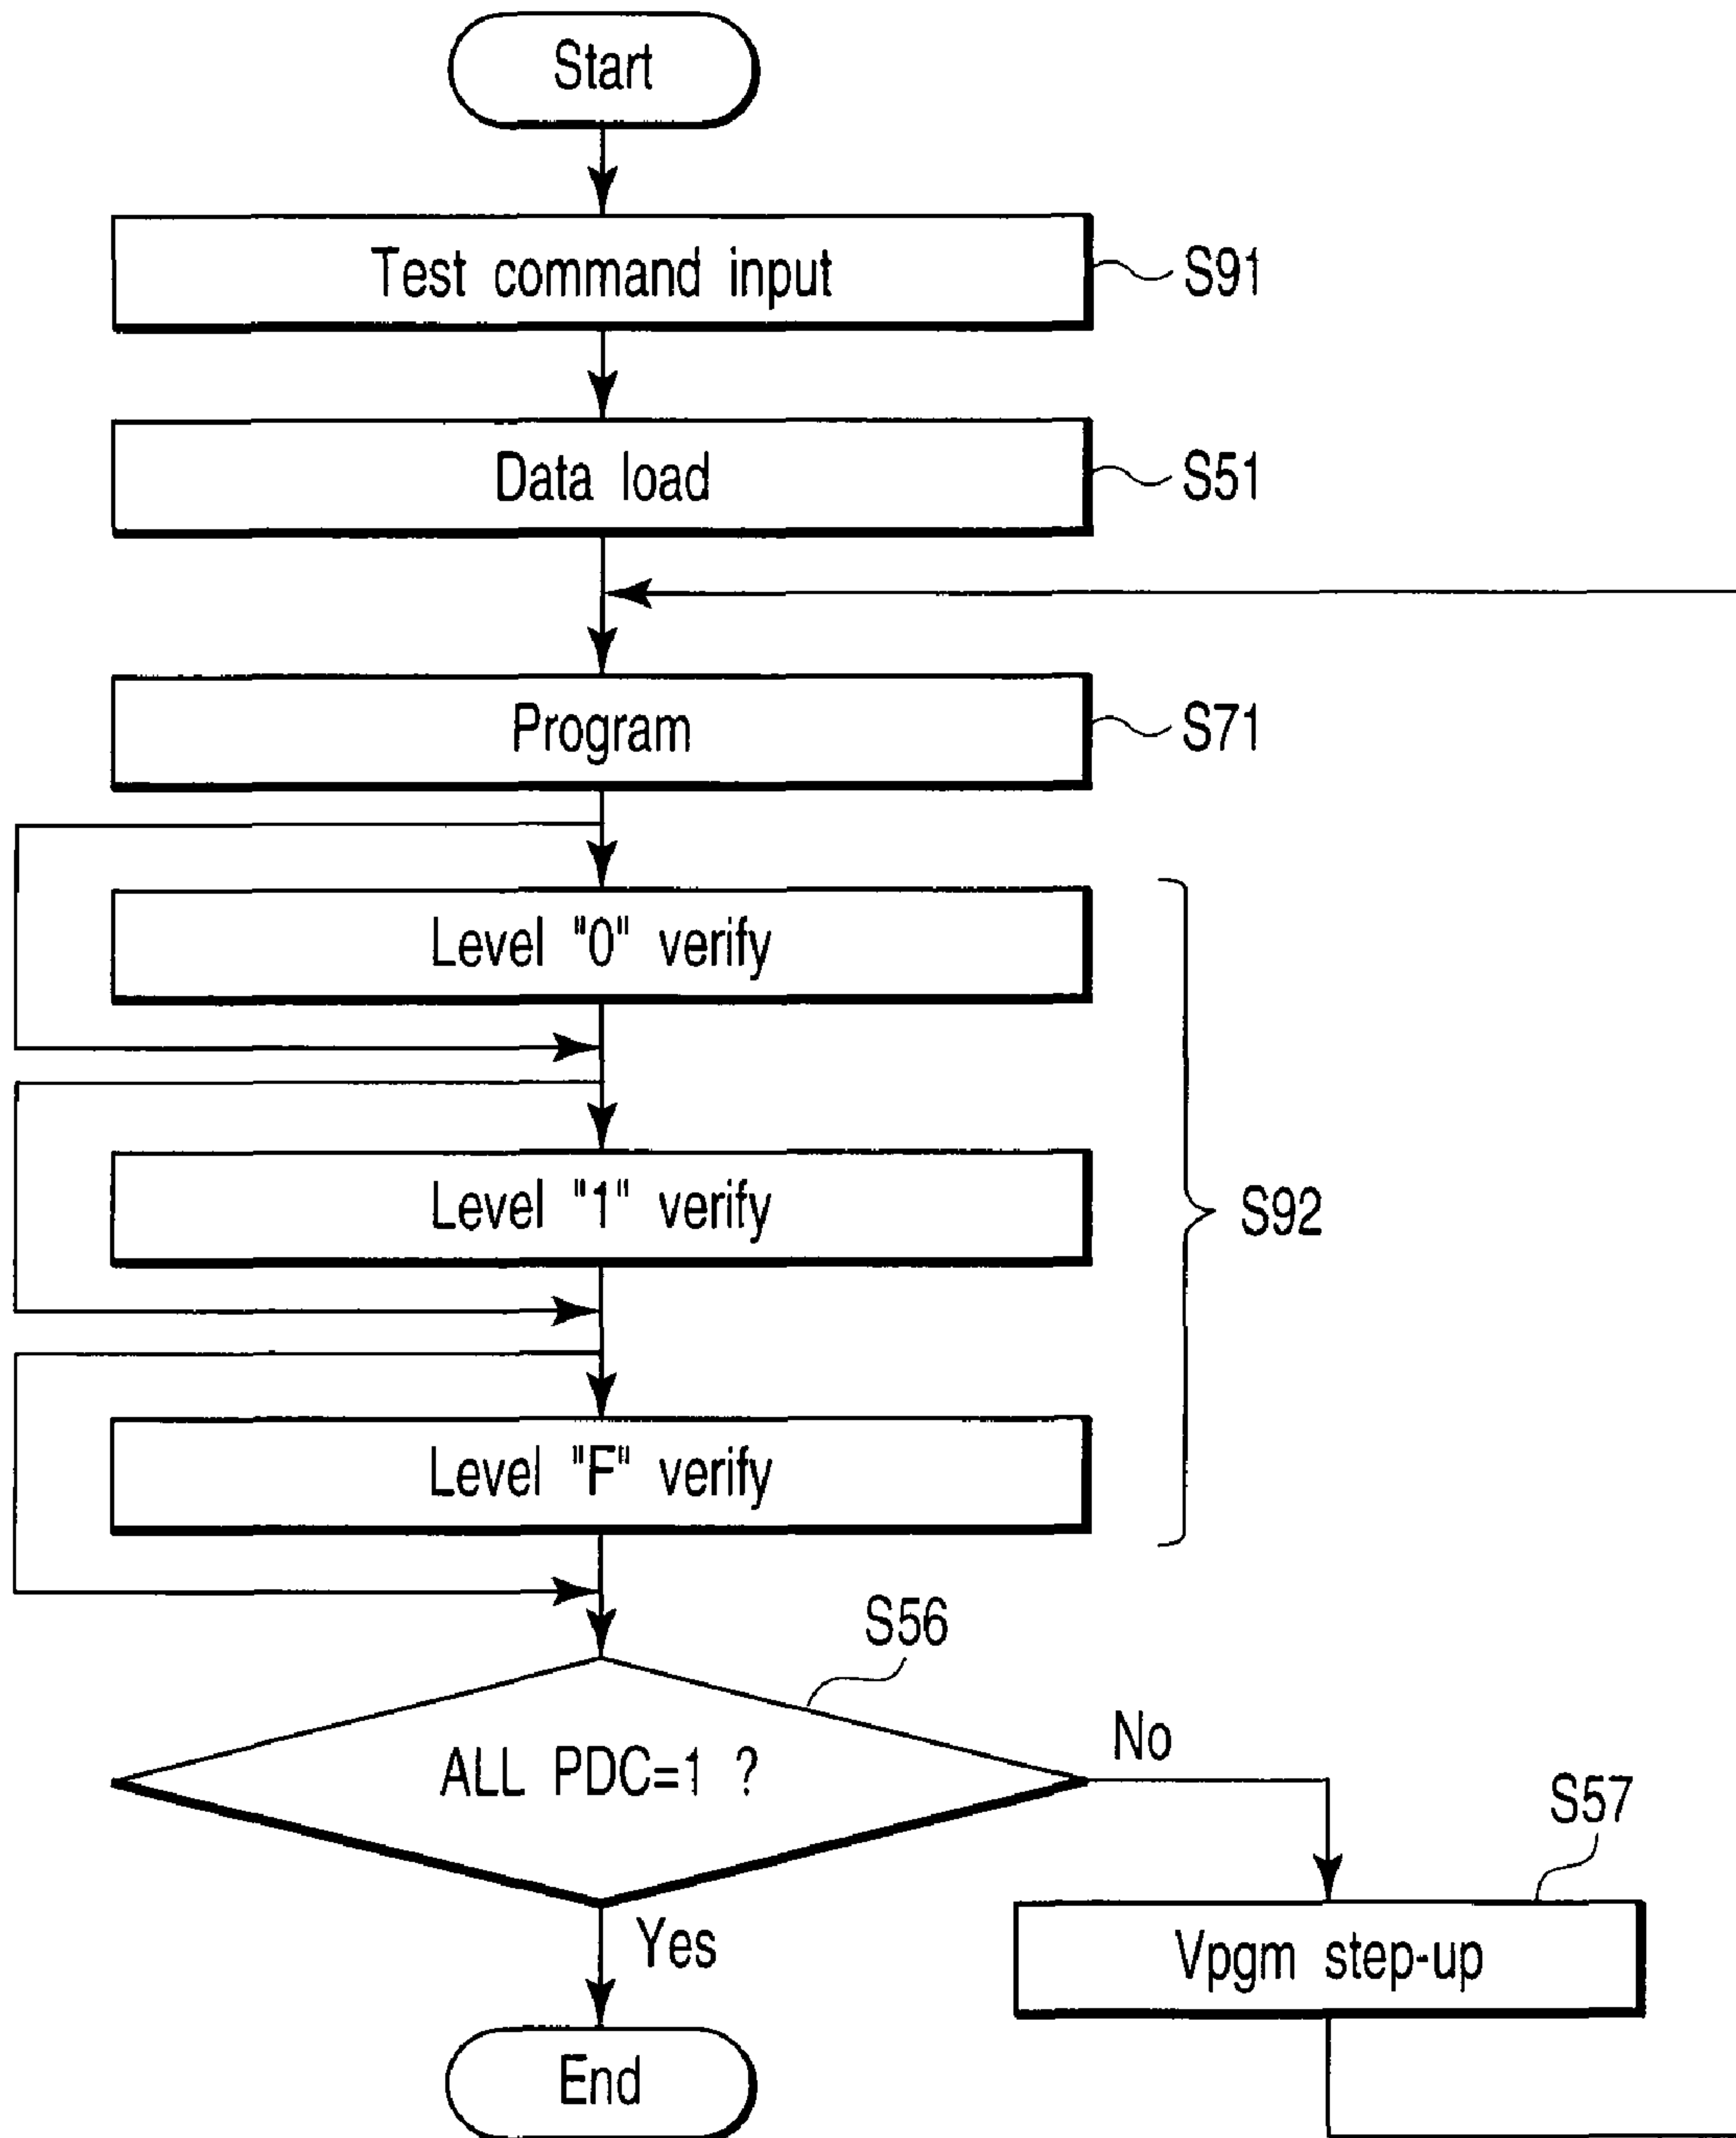 Start
Test command input
S91
Data load
S51
Program
S71
Level "0" verify
Level "1" verify
S92
Level "F" verify
S56
ALL PDC=1 ?
No
S57
Vpgm step-up
Yes
End